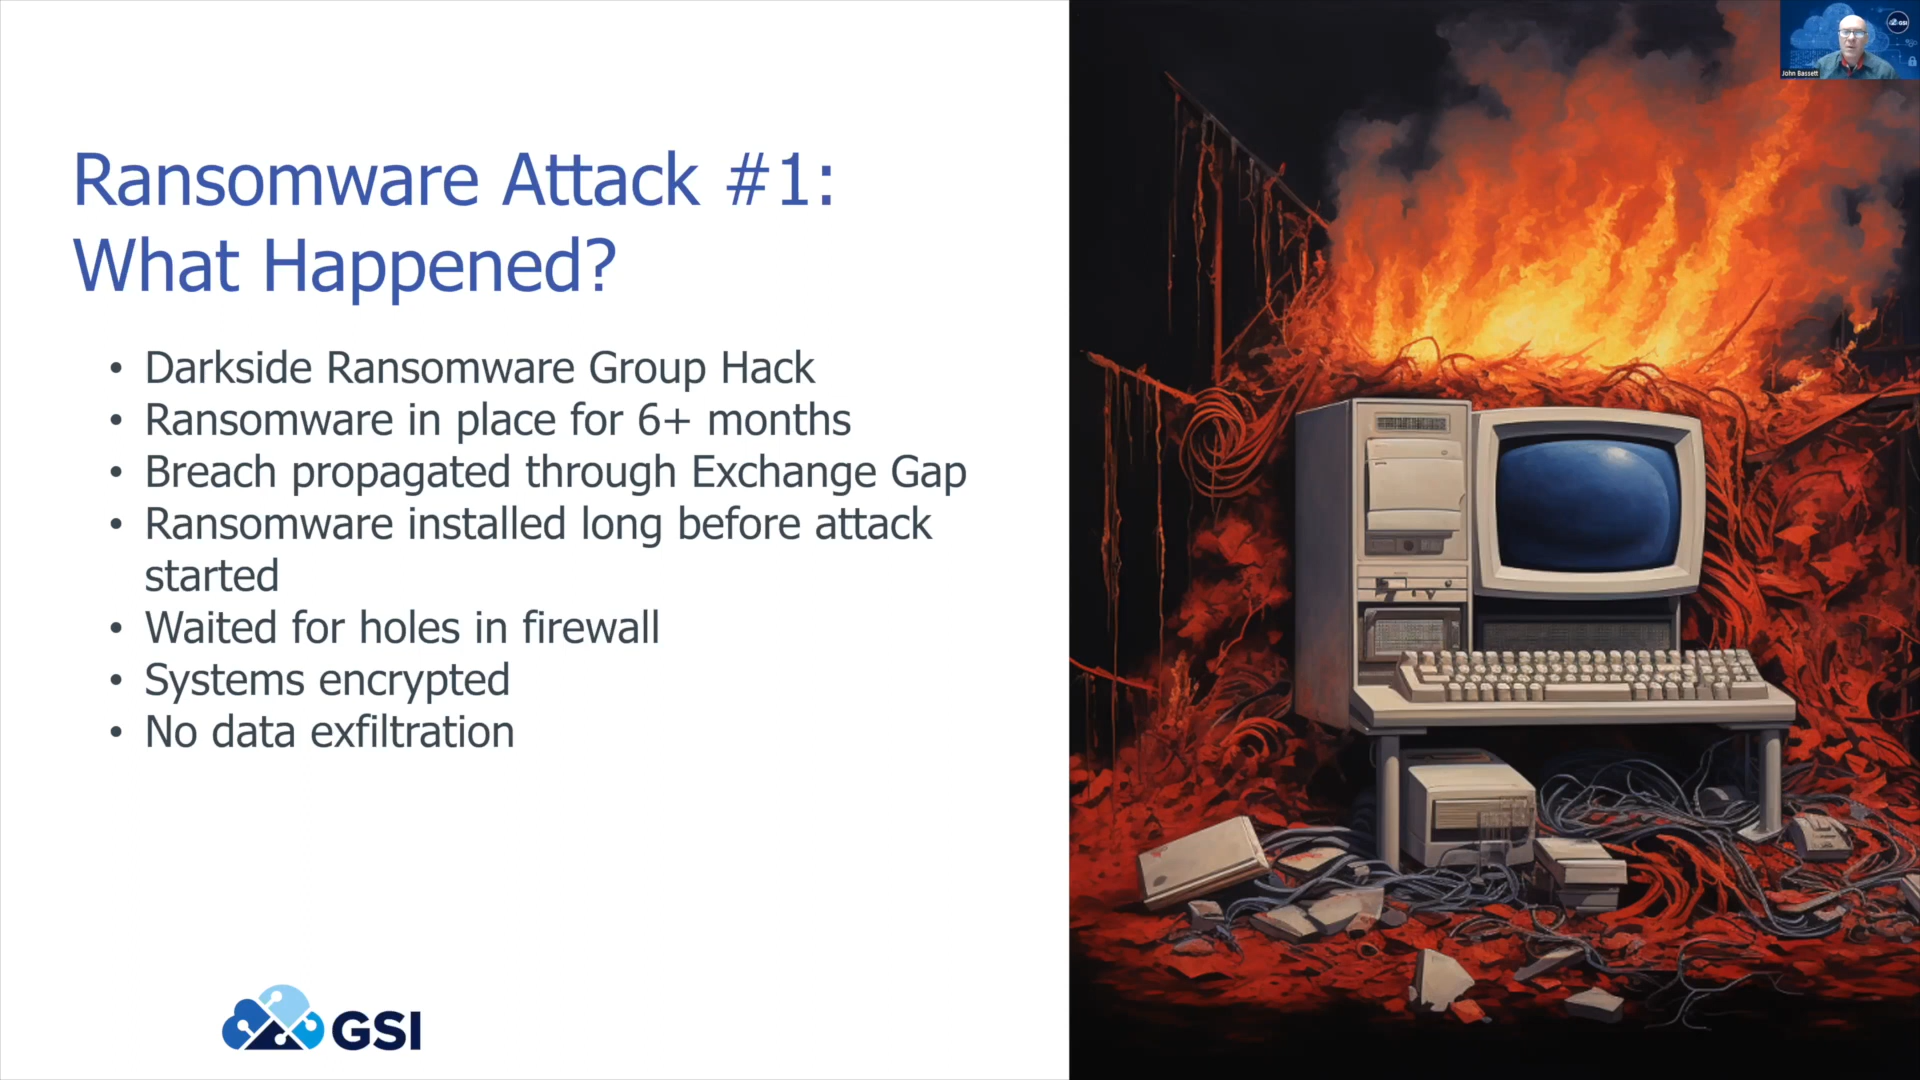 Ransomware Attack #1:
What Happened?
• Darkside Ransomware Group Hack
• Ransomware in place for 6+ months
• Breach propagated through Exchange Gap
• Ransomware installed long before attack
started
• Waited for holes in firewall
• Systems encrypted
• No data exfiltration
GSI
GSI
John Bassett